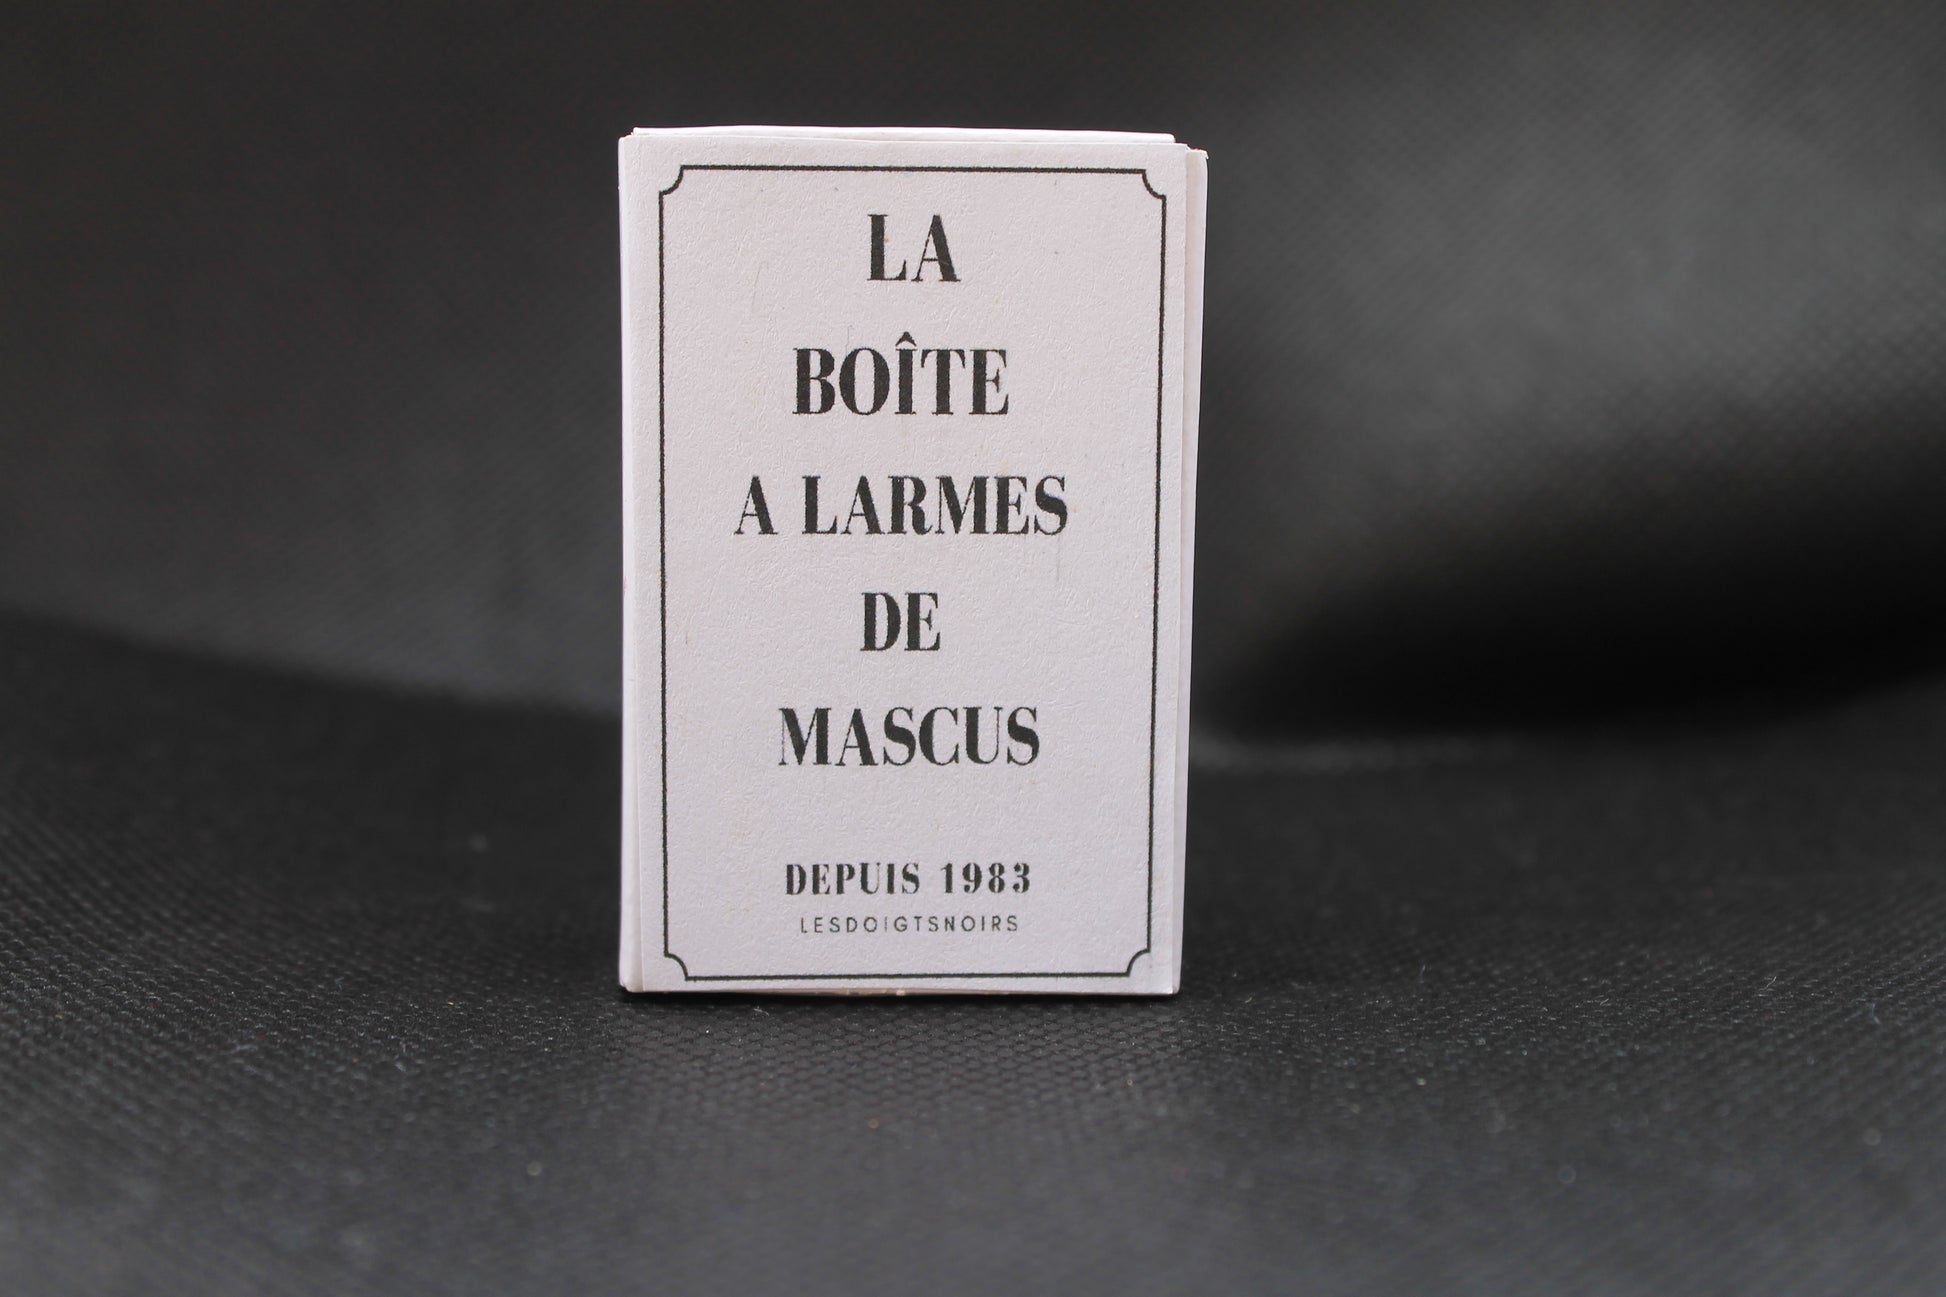 LA
BOÎTE
A LARMES
DE
MASCUS
DEPUIS 1983
LESDOIGTSNOIRS